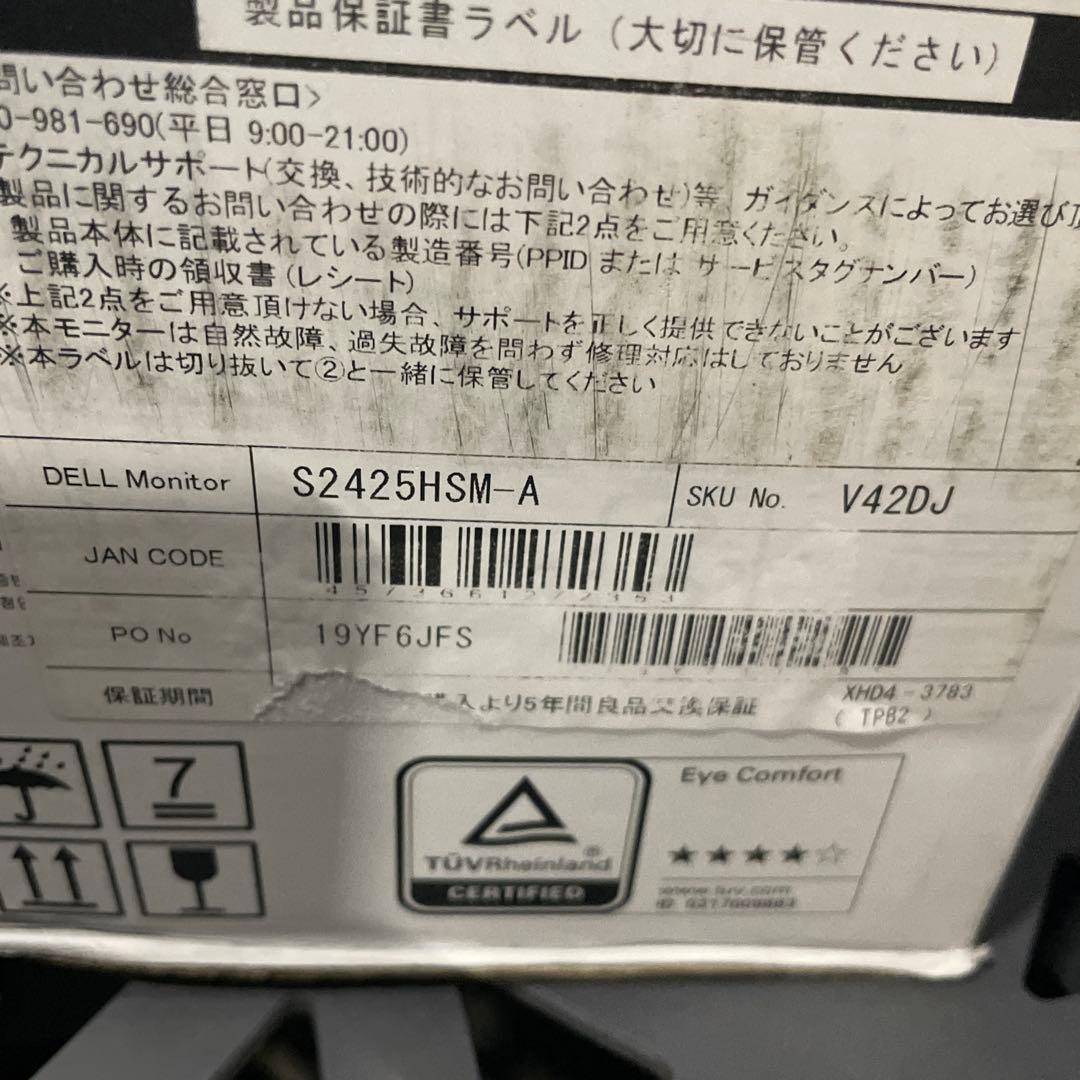 製品保証書ラベル（大切に保管ください）
問い合わせ総合窓口>
0-981-690(平日 9:00-21:00)
テクニカルサポート(交換、技術的なお問い合わせ)等、ガイダンスによってお選び頂
製品に関するお問い合わせの際には下記2点をご用意ください。
製品本体に記載されている製造番号(PPID または サービスタグナンバー)
ご購入時の領収書(レシート)
※上記2点をご用意頂けない場合、サポートを正しく提供できないことがございます
※本モニターは自然故障、過失故障を問わず修理対応はしておりません
※本ラベルは切り抜いて②と一緒に保管してください
DELL Monitor S2425HSM-A SKU No. V42DJ
JAN CODE
PO No 19YF6JFS
保証期間 入より5年間良品交換保証 XHD4-3783
( TPB2 )
7
Eye Comfort
TÜVRheinland®
CERTIFIED
★★★★☆
www.tuv.com